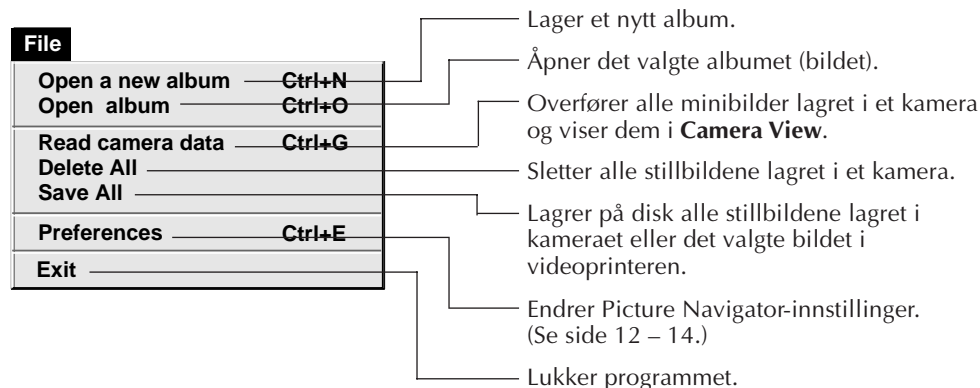 File
Open a new album Ctrl+N
Open album Ctrl+O
Read camera data Ctrl+G
Delete All
Save All
Preferences Ctrl+E
Exit
Lager et nytt album.
Åpner det valgte albumet (bildet).
Overfører alle minibilder lagret i et kamera
og viser dem i Camera View.
Sletter alle stillbildene lagret i et kamera.
Lagrer på disk alle stillbildene lagret i
kameraet eller det valgte bildet i
videoprinteren.
Endrer Picture Navigator-innstillinger.
(Se side 12 – 14.)
Lukker programmet.